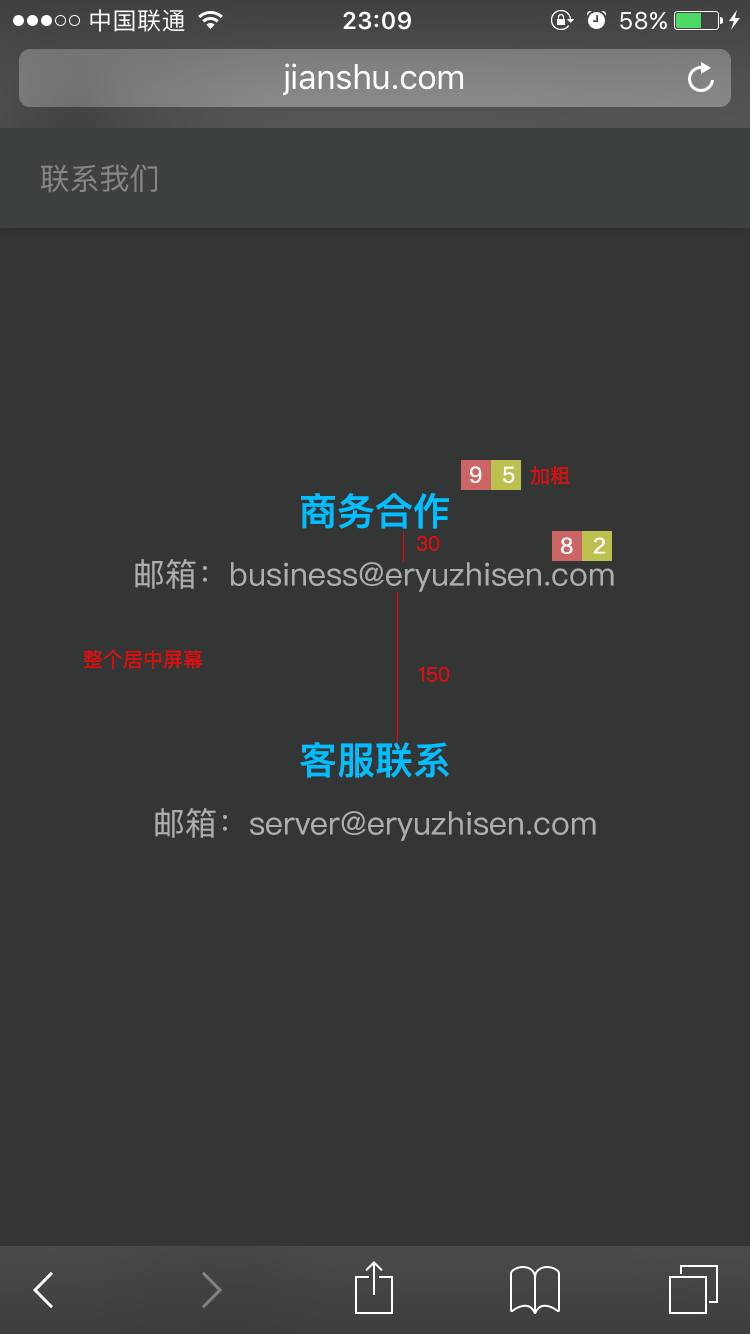 中国联通 23:09 58%
jianshu.com
联系我们
9 5 加粗
商务合作
30
8 2
邮箱：business@eryuzhisen.com
整个居中屏幕
150
客服联系
邮箱：server@eryuzhisen.com